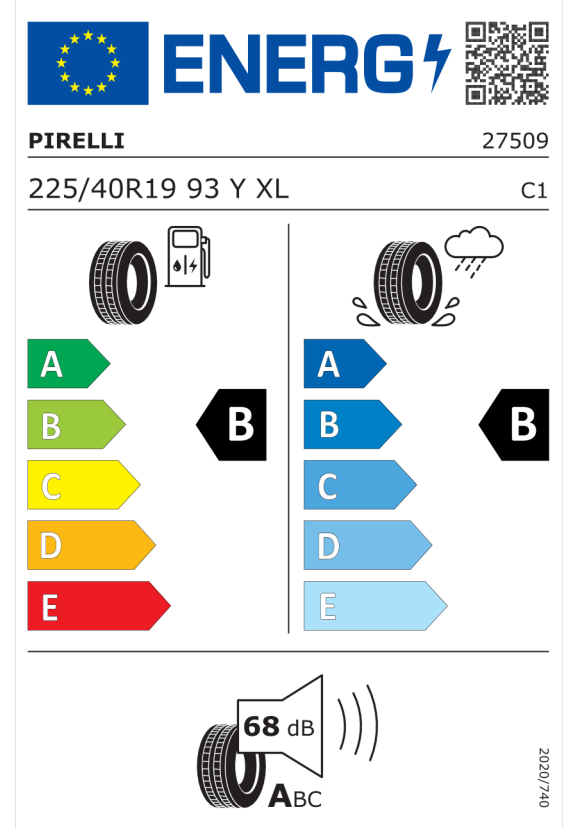 ENERG
PIRELLI 27509
225/40R19 93 Y XL C1
A A
B B B B
C C
D D
E E
68 dB
ABC
2020/740